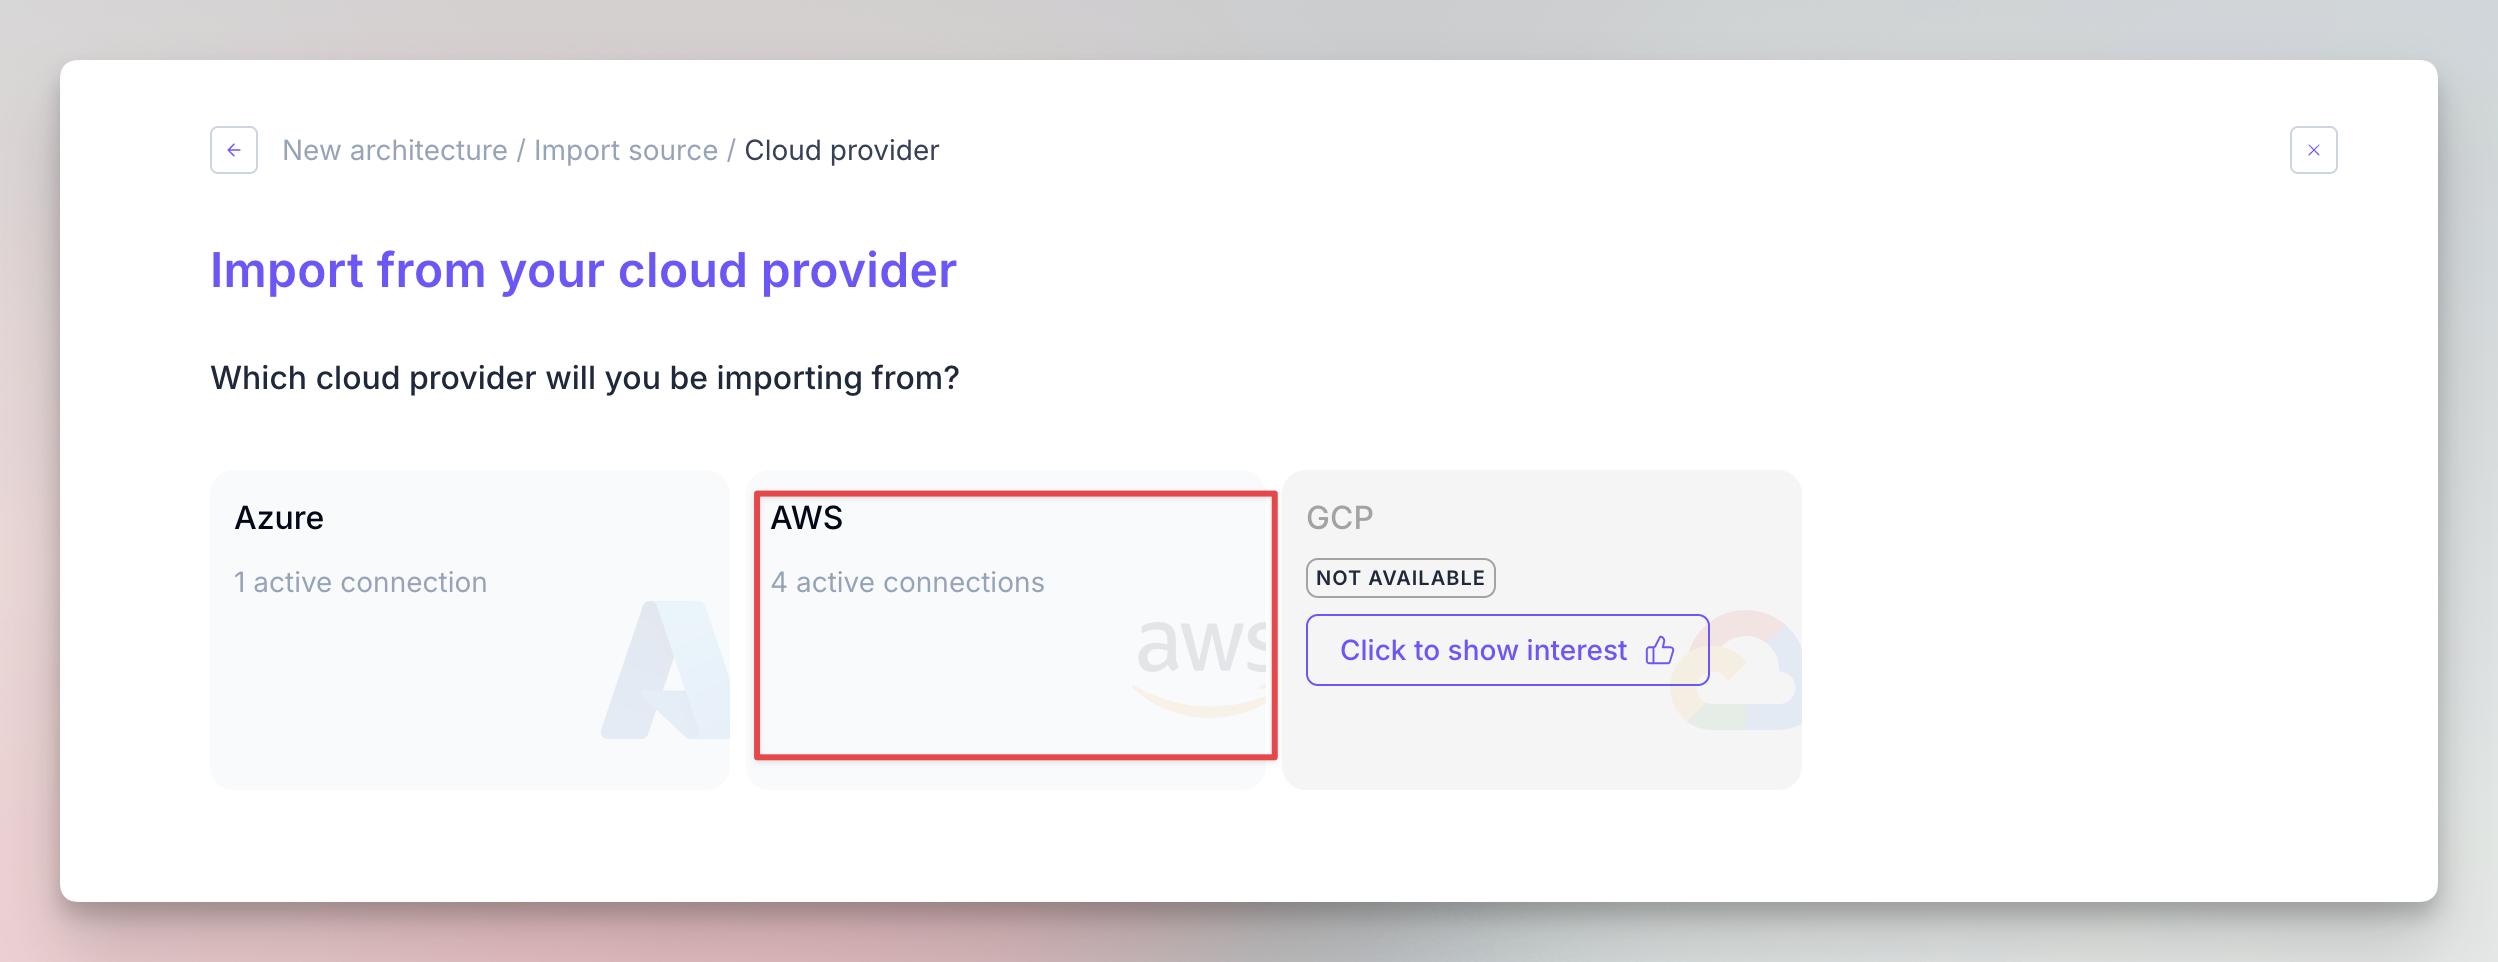 New architecture / Import source / Cloud provider
Import from your cloud provider
Which cloud provider will you be importing from?
Azure
1 active connection
AWS
4 active connections
aws
GCP
NOT AVAILABLE
Click to show interest